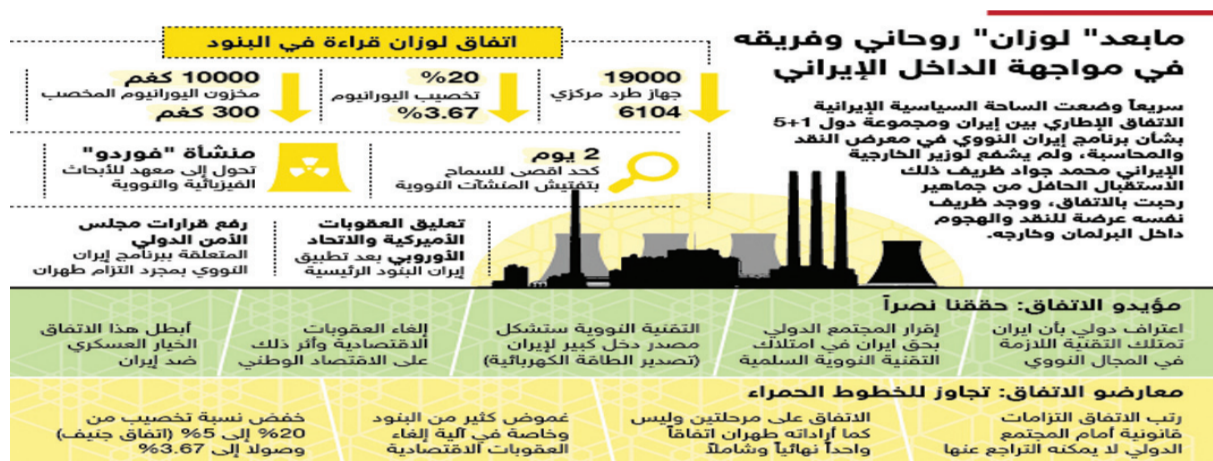 مابعد" لوزان" روحاني وفريقه
في مواجهة الداخل الإيراني
سريعاً وضعت الساحة السياسية الإيرانية
الاتفاق الإطاري بين إيران ومجموعة دول 1+5
بشأن برنامج إيران النووي في معرض النقد
والمحاسبة، ولم يشفع لوزير الخارجية
الإيراني محمد جواد ظريف ذلك
الاستقبال الحافل من جماهير
رحبت بالاتفاق، ووجد ظريف
نفسه عرضة للنقد والهجوم
داخل البرلمان وخارجه.
اتفاق لوزان قراءة في البنود
19000
جهاز طرد مركزي
6104
%20
تخصيب اليورانيوم
%3.67
10000 كغم
مخزون اليورانيوم المخصب
300 كغم
2 يوم
كحد اقصى للسماح
بتفتيش المنشآت النووية
منشأة "فوردو"
تحول إلى معهد للأبحاث
الفيزيائية والنووية
تعليق العقوبات
الأميركية والاتحاد
الأوروبي بعد تطبيق
إيران البنود الرئيسية
رفع قرارات مجلس
الأمن الدولي
المتعلقة ببرنامج إيران
النووي بمجرد التزام طهران
مؤيدو الاتفاق: حققنا نصراً
اعتراف دولي بأن ايران
تمتلك التقنية اللازمة
في المجال النووي
إقرار المجتمع الدولي
بحق ايران في امتلاك
التقنية النووية السلمية
التقنية النووية ستشكل
مصدر دخل كبير لإيران
(تصدير الطاقة الكهربائية)
إلغاء العقوبات
الاقتصادية وأثر ذلك
على الاقتصاد الوطني
أبطل هذا الاتفاق
الخيار العسكري
ضد إيران
معارضو الاتفاق: تجاوز للخطوط الحمراء
رتب الاتفاق التزامات
قانونية أمام المجتمع
الدولي لا يمكنه التراجع عنها
الاتفاق على مرحلتين وليس
كما أراداته طهران اتفاقاً
واحداً نهائياً وشاملاً
غموض كثير من البنود
وخاصة في آلية إلغاء
العقوبات الاقتصادية
خفض نسبة تخصيب من
20% إلى 5% (اتفاق جنيف)
وصولا إلى 3.67%